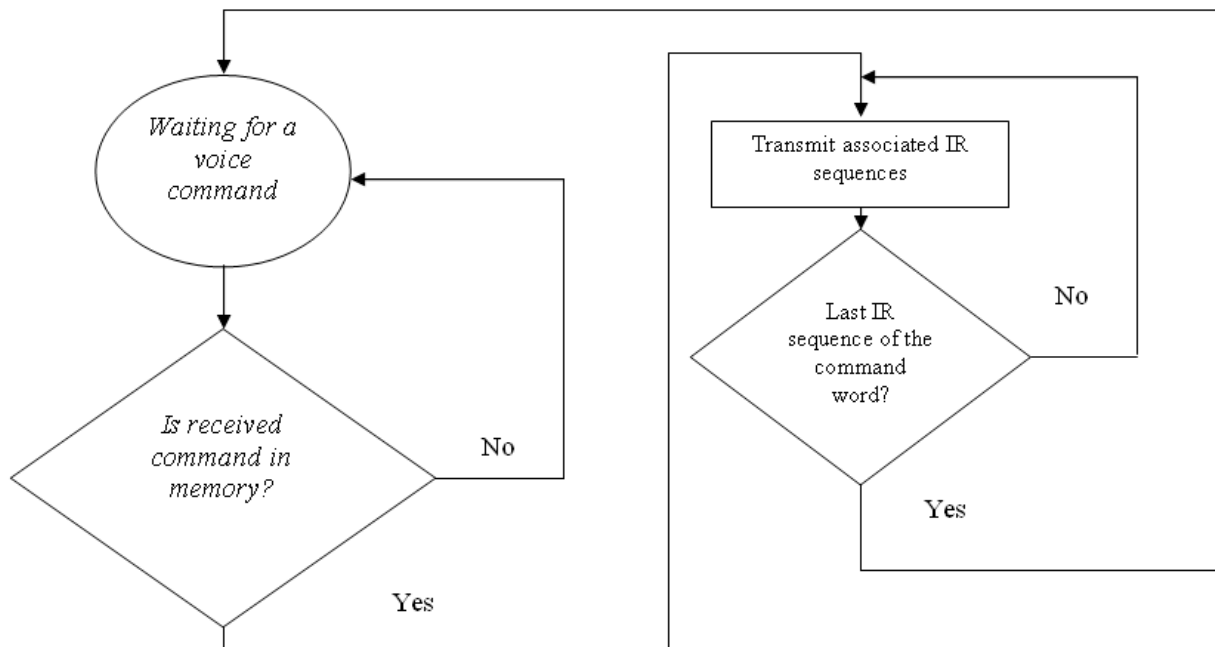 Waiting for a
voice
command
Is received
command in
memory?
No
Yes
Transmit associated IR
sequences
Last IR
sequence of the
command
word?
No
Yes